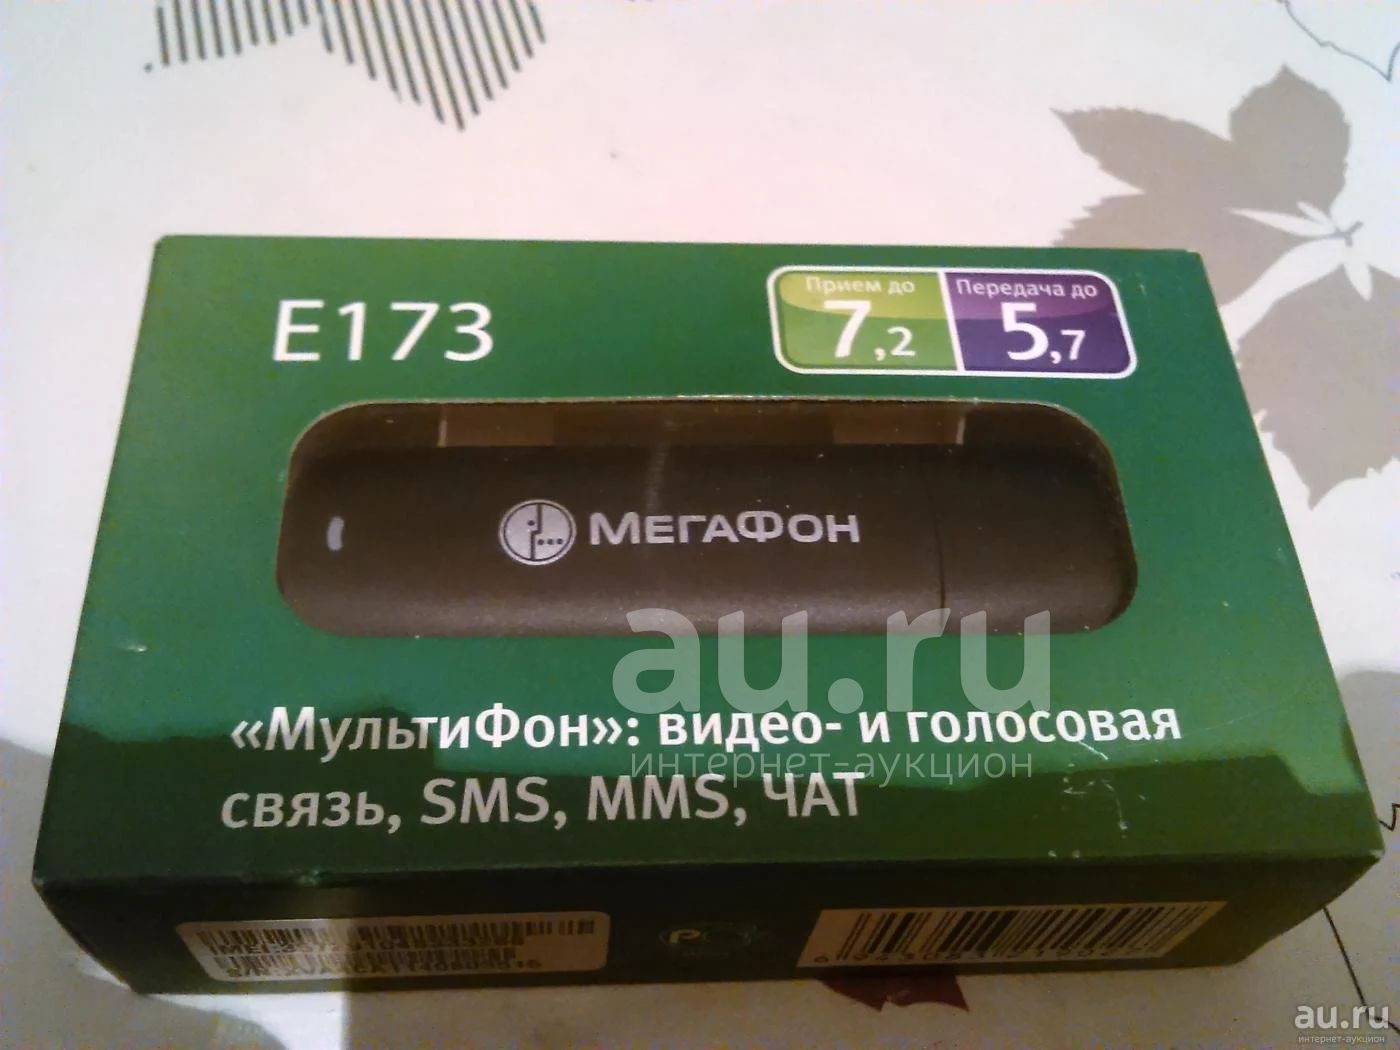 E173
Прием до
7,2
Передача до
5,7
МЕГАФОН
au.ru
«МультиФон»: видео- и голосовая
интернет-аукцион
связь, SMS, MMS, ЧАТ
au.ru
интернет-аукцион